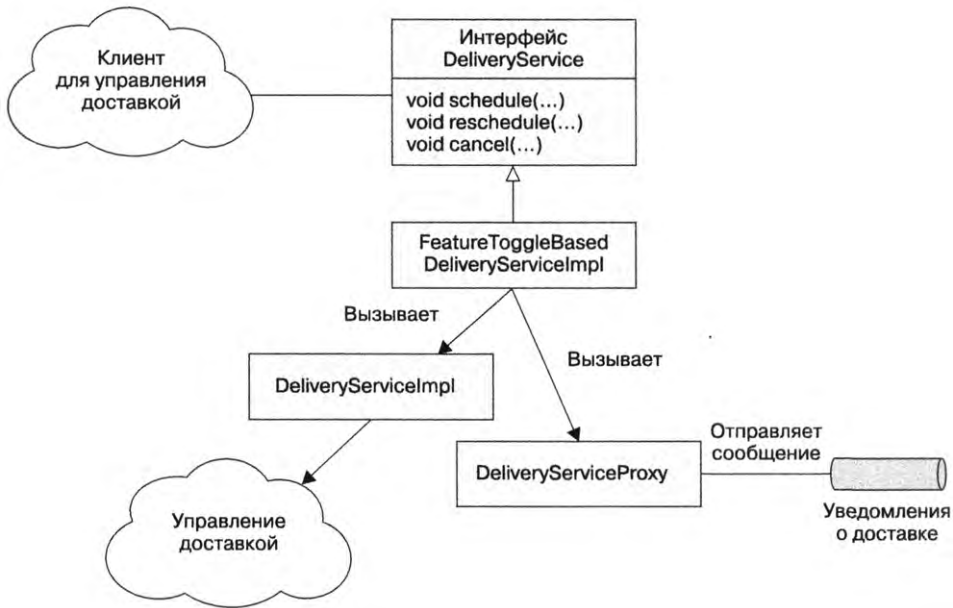 Клиент
для управления
доставкой
Интерфейс
DeliveryService
void schedule(...)
void reschedule(...)
void cancel(...)
FeatureToggleBased
DeliveryServiceImpl
Вызывает
Вызывает
DeliveryServiceImpl
DeliveryServiceProxy
Отправляет
сообщение
Уведомления
о доставке
Управление
доставкой